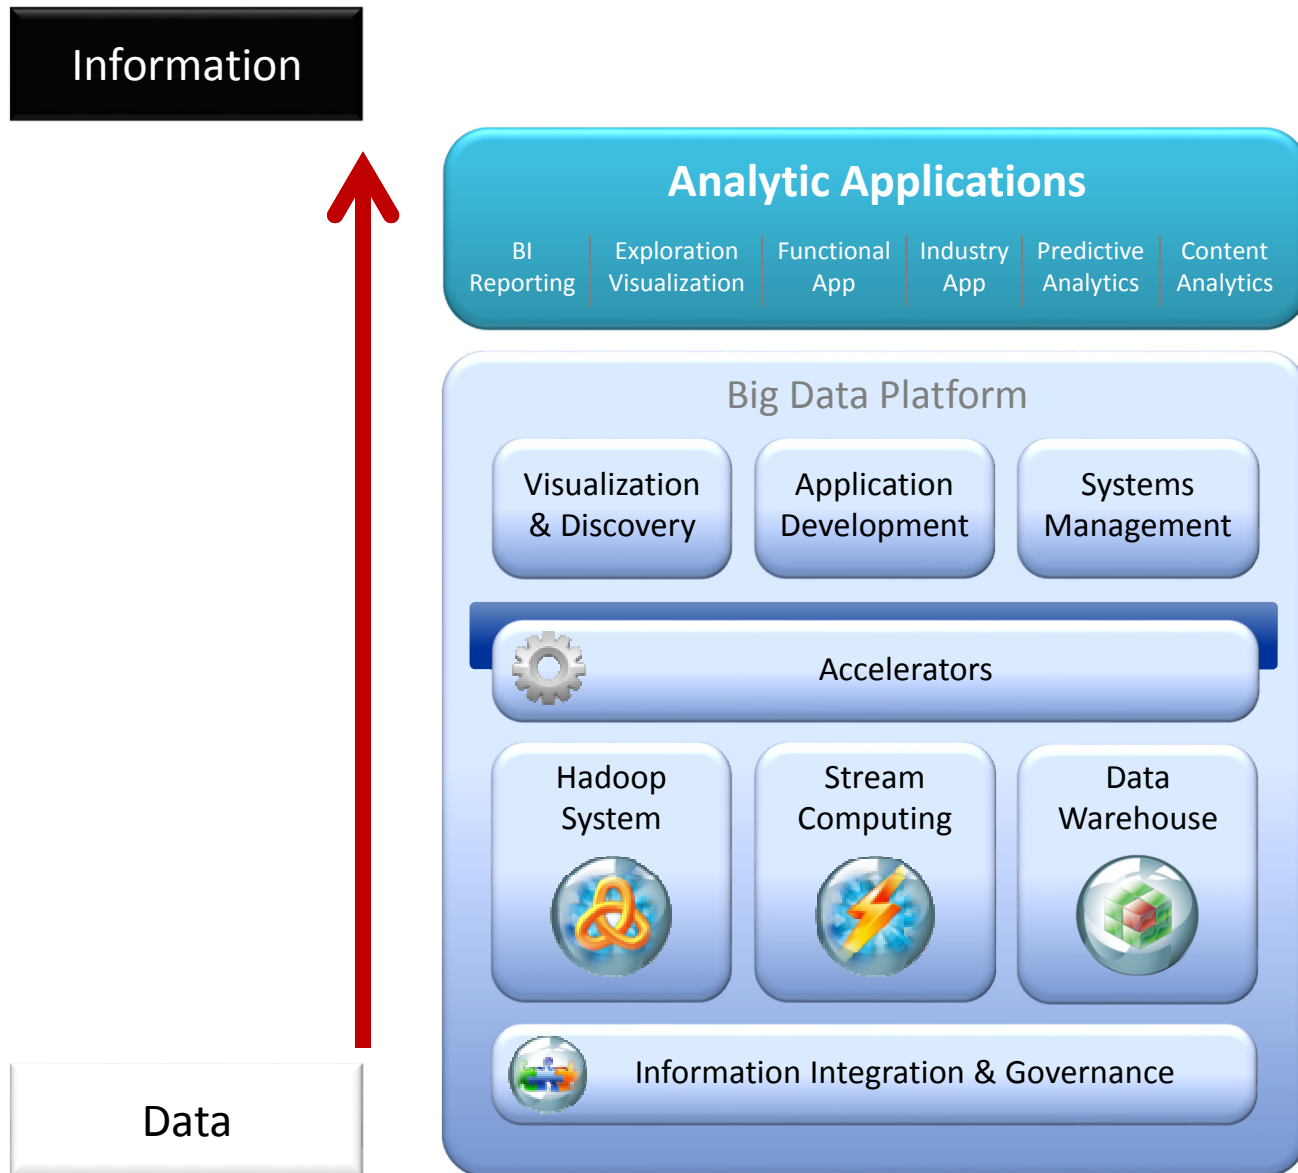 Information
Analytic Applications
BI
Reporting
Exploration
Visualization
Functional
App
Industry
App
Predictive
Analytics
Content
Analytics
Big Data Platform
Visualization
& Discovery
Application
Development
Systems
Management
Accelerators
Hadoop
System
Stream
Computing
Data
Warehouse
Information Integration & Governance
Data